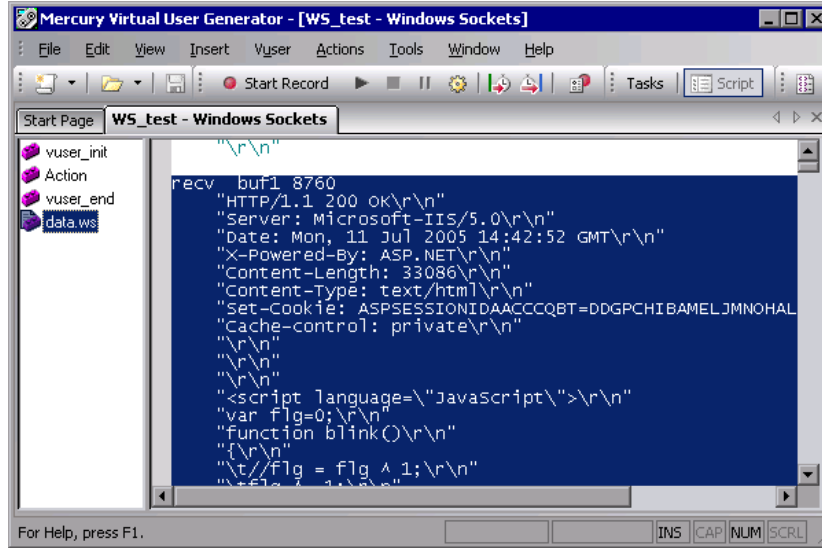 Mercury Virtual User Generator - [WS_test - Windows Sockets]
File Edit View Insert Vuser Actions Tools Window Help
Start Record Tasks Script
Start Page WS_test - Windows Sockets
vuser_init
Action
vuser_end
data.ws
"\r\n"
recv buf1 8760
"HTTP/1.1 200 OK\r\n"
"Server: Microsoft-IIS/5.0\r\n"
"Date: Mon, 11 Jul 2005 14:42:52 GMT\r\n"
"X-Powered-By: ASP.NET\r\n"
"Content-Length: 33086\r\n"
"Content-Type: text/html\r\n"
"Set-Cookie: ASPSESSIONIDAACCCQBT=DDGPCHIBAMELJMNOHAL
"Cache-control: private\r\n"
"\r\n"
"\r\n"
"\r\n"
"<script language=\"JavaScript\">\r\n"
"var flg=0;\r\n"
"function blink()\r\n"
"{\r\n"
"\t//flg = flg ^ 1;\r\n"
"\tflg ^ 1;\r\n"
For Help, press F1. INS CAP NUM SCRL